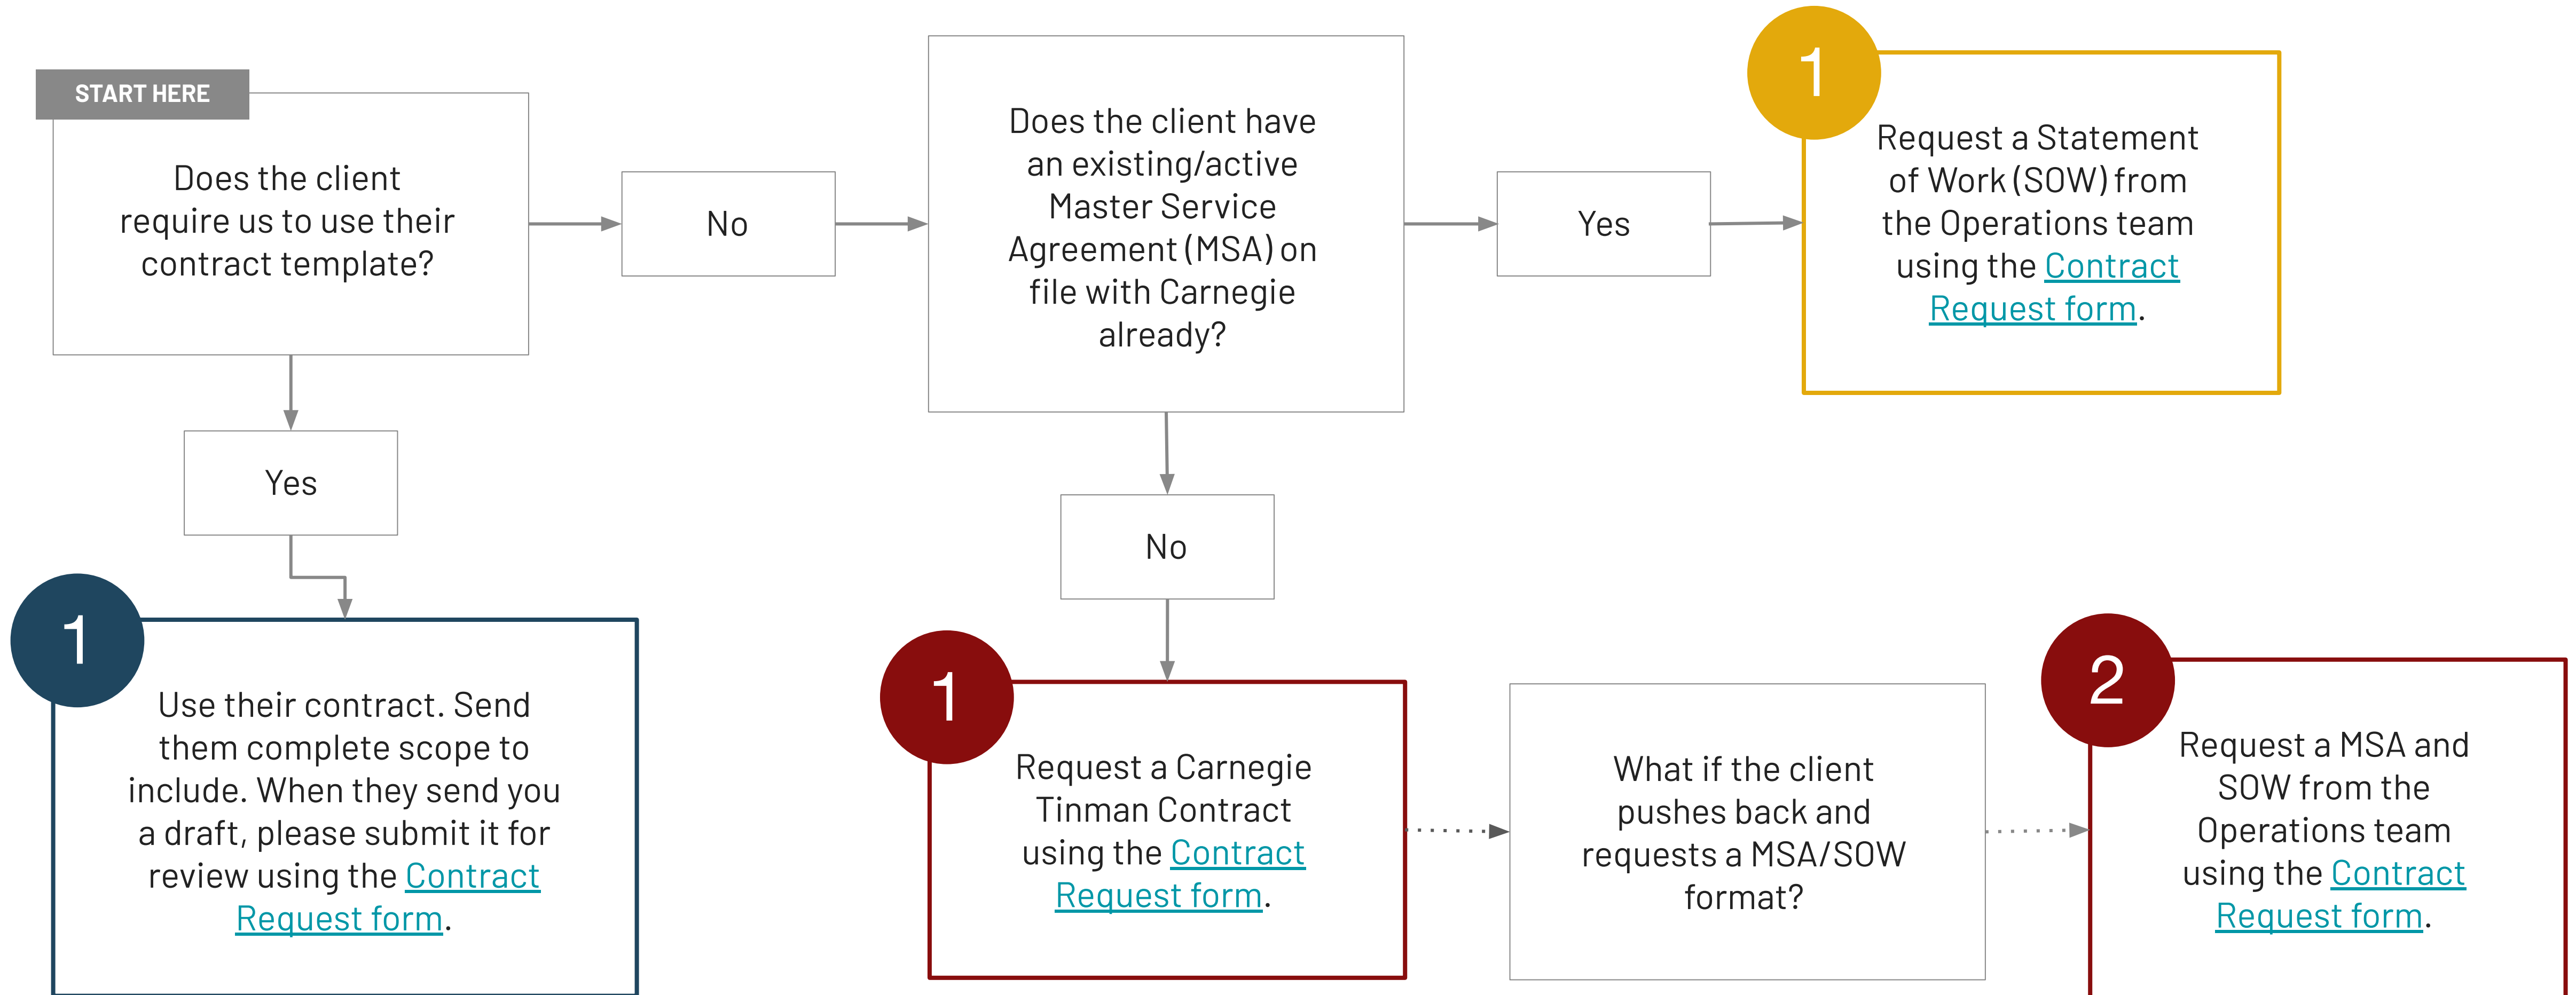 START HERE
Does the client
require us to use their
contract template?
No
Does the client have
an existing/active
Master Service
Agreement (MSA) on
file with Carnegie
already?
Yes
1
Request a Statement
of Work (SOW) from
the Operations team
using the Contract
Request form.
Yes
1
Use their contract. Send
them complete scope to
include. When they send you
a draft, please submit it for
review using the Contract
Request form.
No
1
Request a Carnegie
Tinman Contract
using the Contract
Request form.
What if the client
pushes back and
requests a MSA/SOW
format?
2
Request a MSA and
SOW from the
Operations team
using the Contract
Request form.